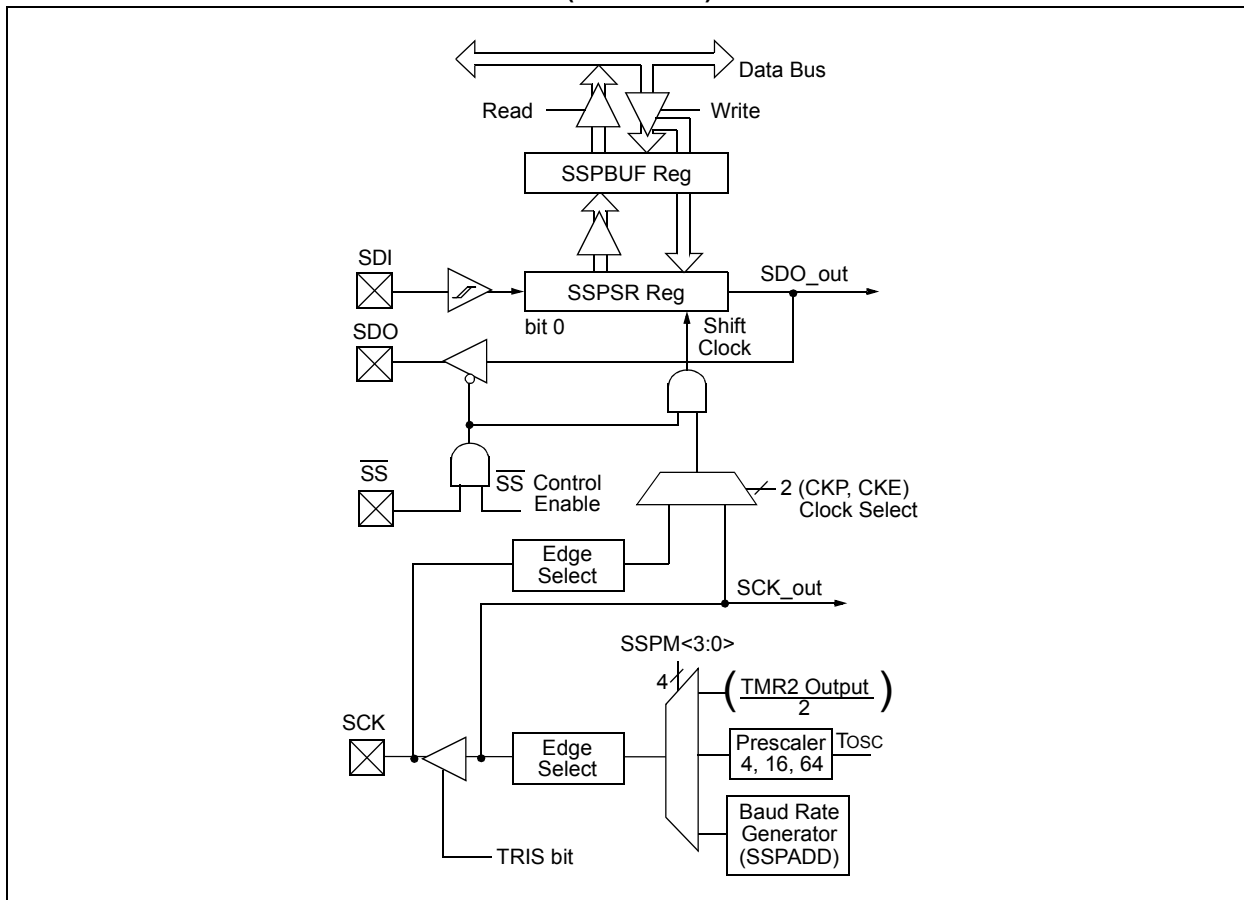 Data Bus
Read
Write
SSPBUF Reg
SDI
SSPSR Reg
SDO_out
bit 0
Shift
Clock
SDO
SS
SS Control
Enable
2 (CKP, CKE)
Clock Select
Edge
Select
SCK_out
SSPM<3:0>
4
(TMR2 Output
2)
SCK
Edge
Select
Prescaler
4, 16, 64
TOSC
Baud Rate
Generator
(SSPADD)
TRIS bit